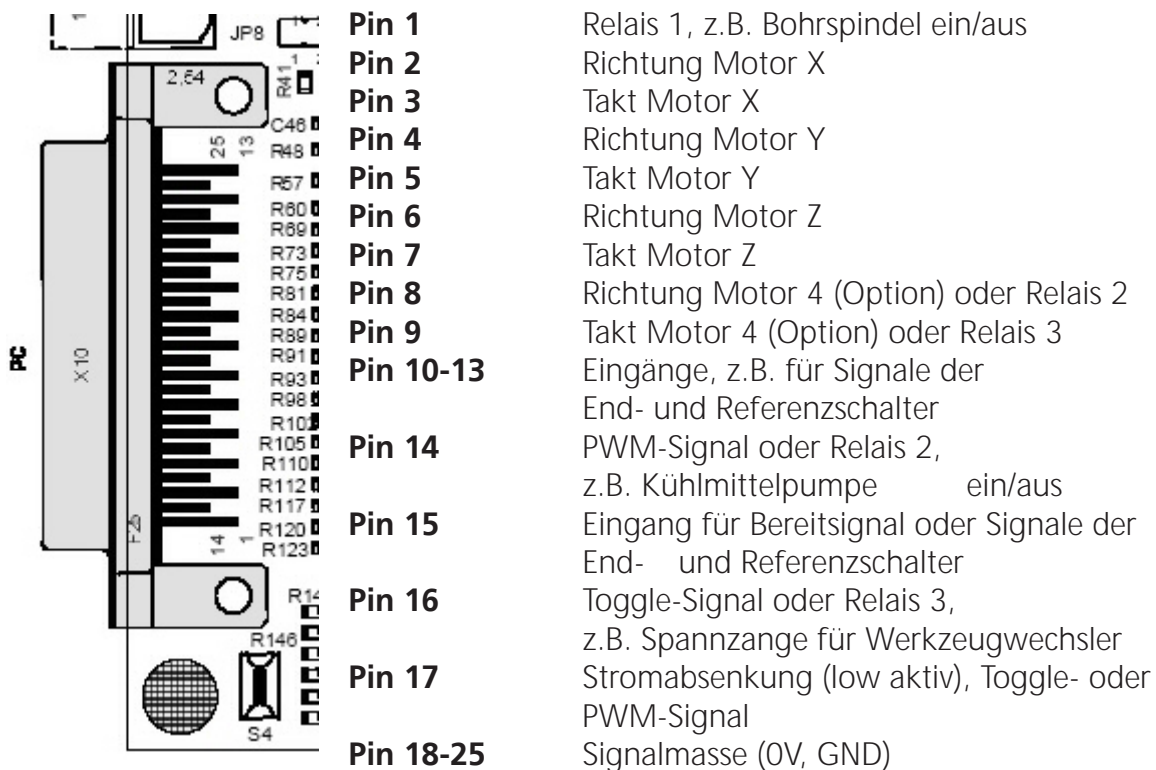 JP8
2,54
R41
1
C46
25
13
R48
R57
R60
R69
R73
R75
R81
R84
R89
R91
R93
R98
R102
R105
R110
R112
R117
R120
R123
14
1
PC
X10
F25
R14
R146
S4
Pin 1 Relais 1, z.B. Bohrspindel ein/aus
Pin 2 Richtung Motor X
Pin 3 Takt Motor X
Pin 4 Richtung Motor Y
Pin 5 Takt Motor Y
Pin 6 Richtung Motor Z
Pin 7 Takt Motor Z
Pin 8 Richtung Motor 4 (Option) oder Relais 2
Pin 9 Takt Motor 4 (Option) oder Relais 3
Pin 10-13 Eingänge, z.B. für Signale der
End- und Referenzschalter
Pin 14 PWM-Signal oder Relais 2,
z.B. Kühlmittelpumpe ein/aus
Pin 15 Eingang für Bereitsignal oder Signale der
End- und Referenzschalter
Pin 16 Toggle-Signal oder Relais 3,
z.B. Spannzange für Werkzeugwechsler
Pin 17 Stromabsenkung (low aktiv), Toggle- oder
PWM-Signal
Pin 18-25 Signalmasse (0V, GND)